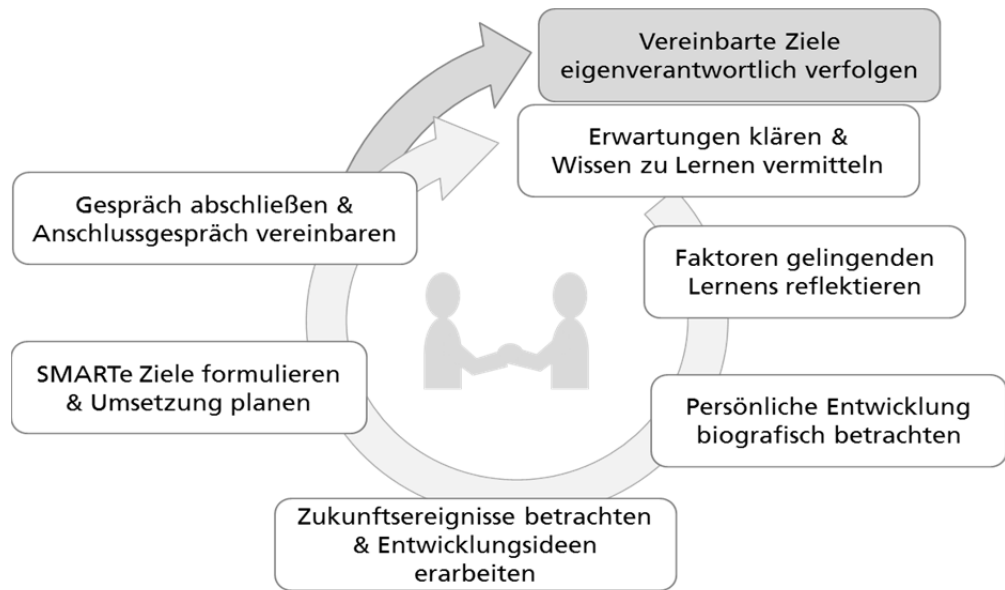 Vereinbarte Ziele
eigenverantwortlich verfolgen
Erwartungen klären &
Wissen zu Lernen vermitteln
Faktoren gelingenden
Lernens reflektieren
Persönliche Entwicklung
biografisch betrachten
Zukunftsereignisse betrachten
& Entwicklungsideen
erarbeiten
SMARTe Ziele formulieren
& Umsetzung planen
Gespräch abschließen &
Anschlussgespräch vereinbaren